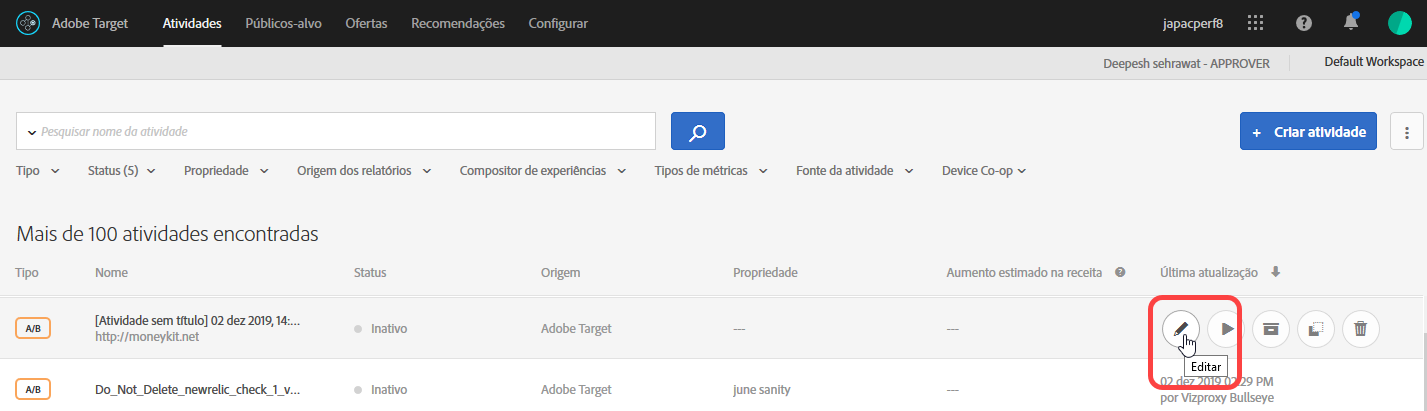 Adobe Target Atividades Públicos-alvo Ofertas Recomendações Configurar japacperf8
Deepesh sehrawat - APPROVER Default Workspace
Pesquisar nome da atividade + Criar atividade
Tipo Status (5) Propriedade Origem dos relatórios Compositor de experiências Tipos de métricas Fonte da atividade Device Co-op
Mais de 100 atividades encontradas
Tipo Nome Status Origem Propriedade Aumento estimado na receita Última atualização
A/B [Atividade sem título] 02 dez 2019, 14:... Inativo Adobe Target --- ---
http://moneykit.net
Editar
A/B Do_Not_Delete_newrelic_check_1_v... Inativo Adobe Target june sanity --- 02 dez 2019 02:29 PM
por Vizproxy Bullseye